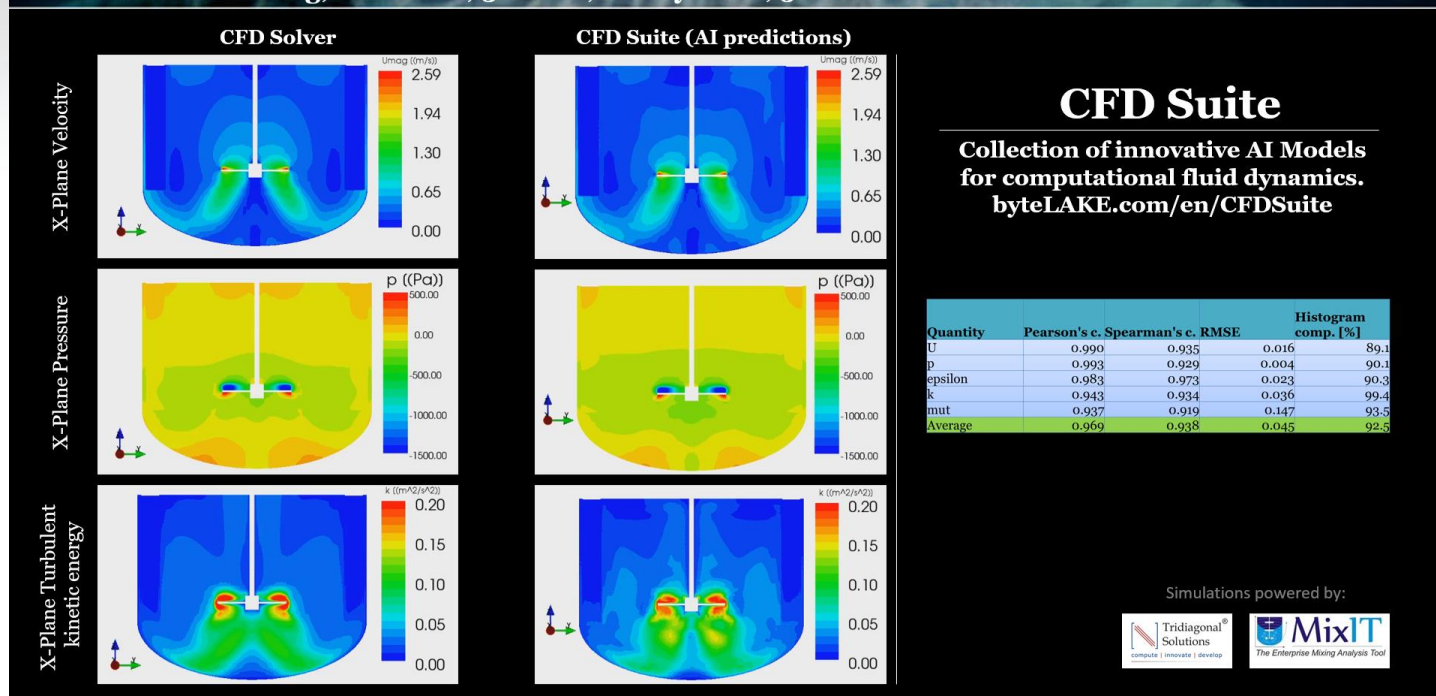 CFD Solver
CFD Suite (AI predictions)
X-Plane Velocity
Umag ((m/s))
2.59
1.94
1.30
0.65
0.00
Umag ((m/s))
2.59
1.94
1.30
0.65
0.00
X-Plane Pressure
p [(Pa)]
500.00
0.00
-500.00
-1000.00
-1500.00
p [(Pa)]
500.00
0.00
-500.00
-1000.00
-1500.00
X-Plane Turbulent
kinetic energy
k ((m^2/s^2))
0.20
0.15
0.10
0.05
0.00
k ((m^2/s^2))
0.20
0.15
0.10
0.05
0.00
CFD Suite
Collection of innovative AI Models
for computational fluid dynamics.
byteLAKE.com/en/CFDSuite
Quantity Pearson's c. Spearman's c. RMSE Histogram comp. [%]
U 0.990 0.935 0.016 89.1
p 0.993 0.929 0.004 90.1
epsilon 0.983 0.973 0.023 90.3
k 0.943 0.934 0.036 99.4
mut 0.937 0.919 0.147 93.5
Average 0.969 0.938 0.045 92.5
Simulations powered by:
Tridiagonal®
Solutions
compute | innovate | develop
MixIT
The Enterprise Mixing Analysis Tool